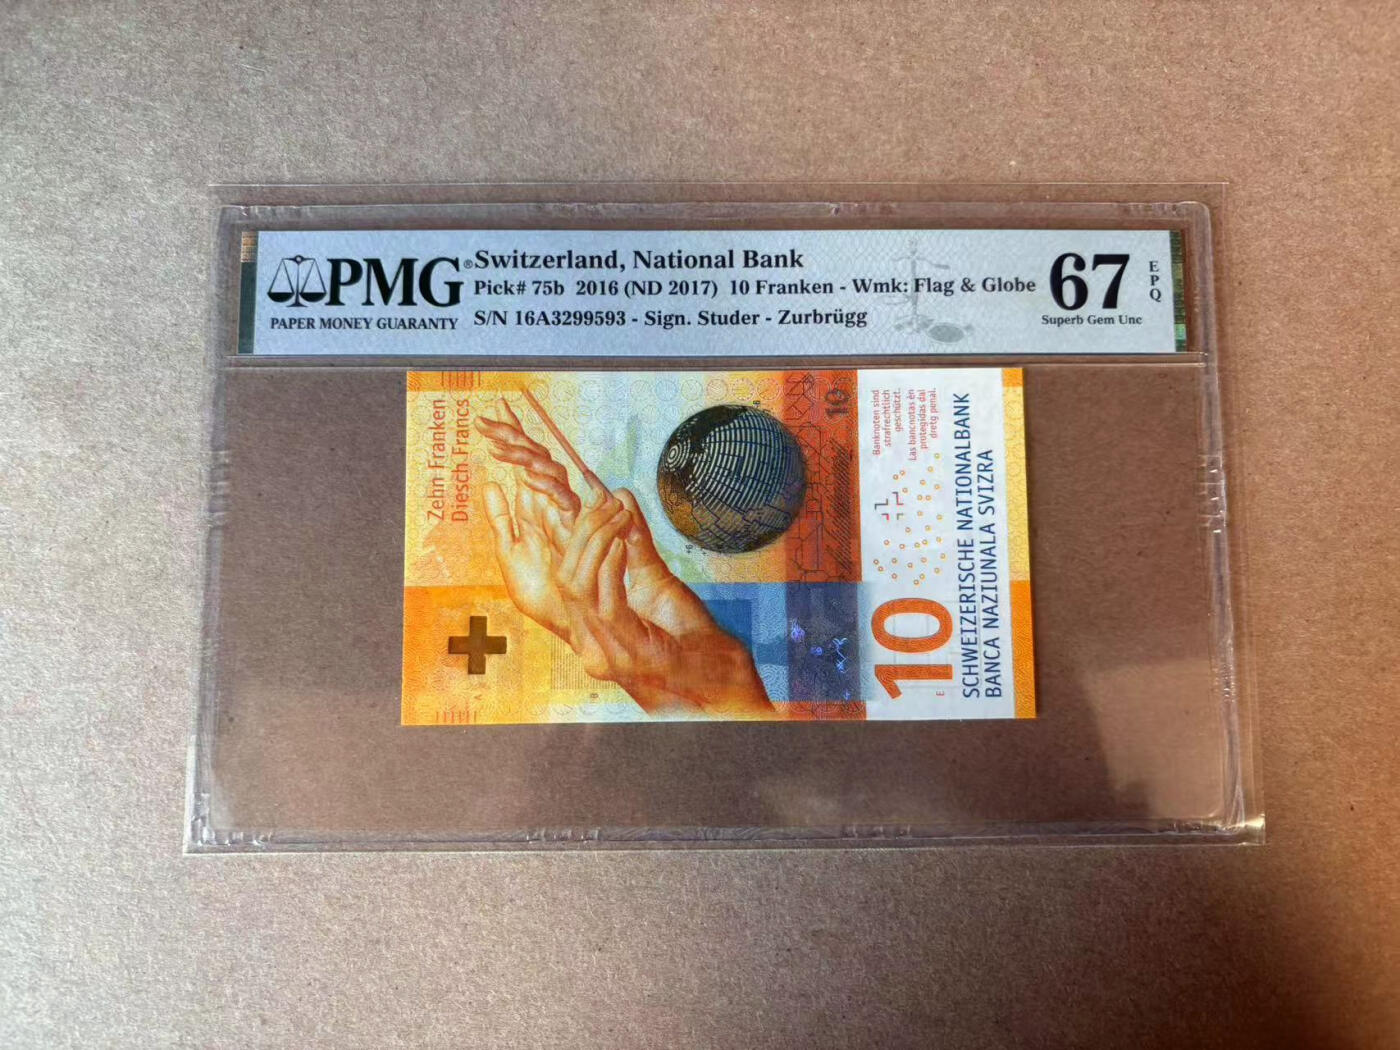 PMG®
PAPER MONEY GUARANTY
Switzerland, National Bank
Pick# 75b 2016 (ND 2017) 10 Franken - Wmk: Flag & Globe
S/N 16A3299593 - Sign. Studer - Zurbrügg
67
EPQ
Superb Gem Unc
Zehn Franken
Diesch Francs
10
Banknoten sind
strafrechtlich
geschützt.
Las bancnotas èn
protegidas dal
dretg penal.
10
SCHWEIZERISCHE NATIONALBANK
BANCA NAZIUNALA SVIZRA
A
B
E